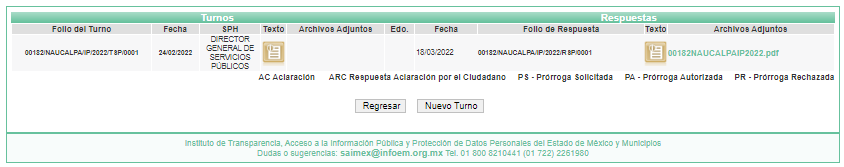 Turnos Respuestas
Folio del Turno Fecha SPH Texto Archivos Adjuntos Edo. Fecha Folio de Respuesta Texto Archivos Adjuntos
00182/NAUCALPA/IP/2022/TSP/0001 24/02/2022 DIRECTOR GENERAL DE SERVICIOS PÚBLICOS 18/03/2022 00182/NAUCALPA/IP/2022/RSP/0001 00182NAUCALPAIP2022.pdf
AC Aclaración ARC Respuesta Aclaración por el Ciudadano PS - Prórroga Solicitada PA - Prórroga Autorizada PR - Prórroga Rechazada
Regresar Nuevo Turno
Instituto de Transparencia, Acceso a la Información Pública y Protección de Datos Personales del Estado de México y Municipios
Dudas o sugerencias: saimex@infoem.org.mx Tel. 01 800 8210441 (01 722) 2261980